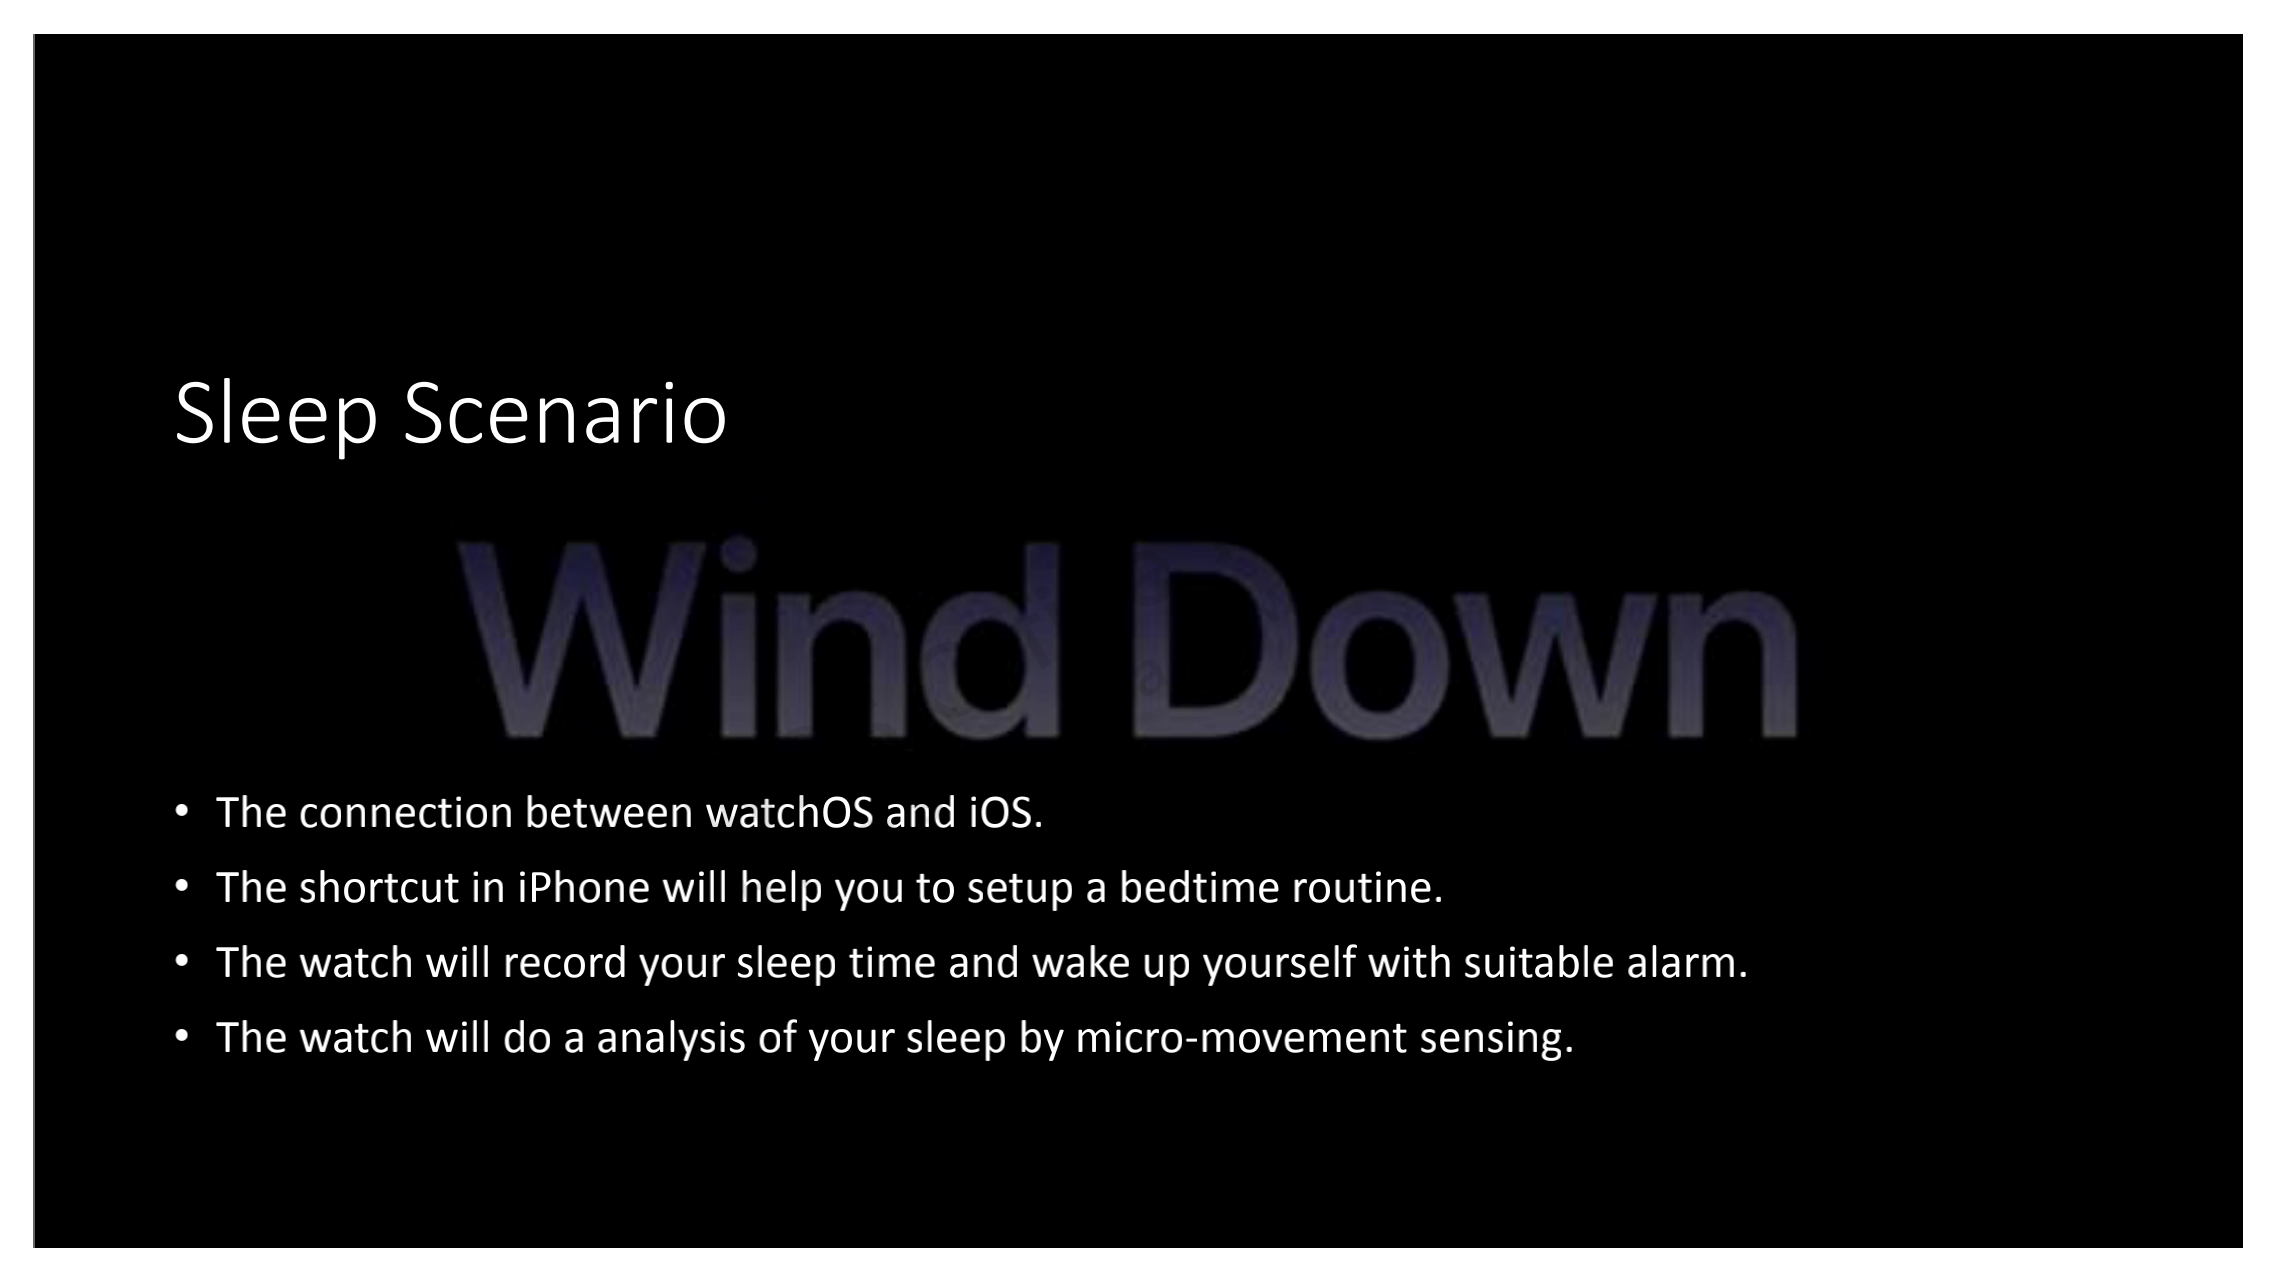 Sleep Scenario
Wind Down
• The connection between watchOS and iOS.
• The shortcut in iPhone will help you to setup a bedtime routine.
• The watch will record your sleep time and wake up yourself with suitable alarm.
• The watch will do a analysis of your sleep by micro-movement sensing.